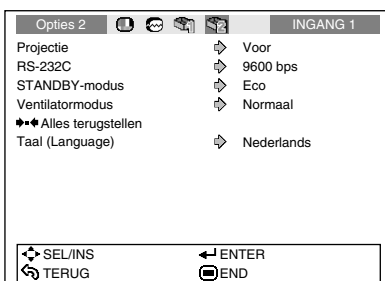 Opties 2 INGANG 1
Projectie Voor
RS-232C 9600 bps
STANDBY-modus Eco
Ventilatormodus Normaal
Alles terugstellen
Taal (Language) Nederlands
SEL/INS ENTER
TERUG END